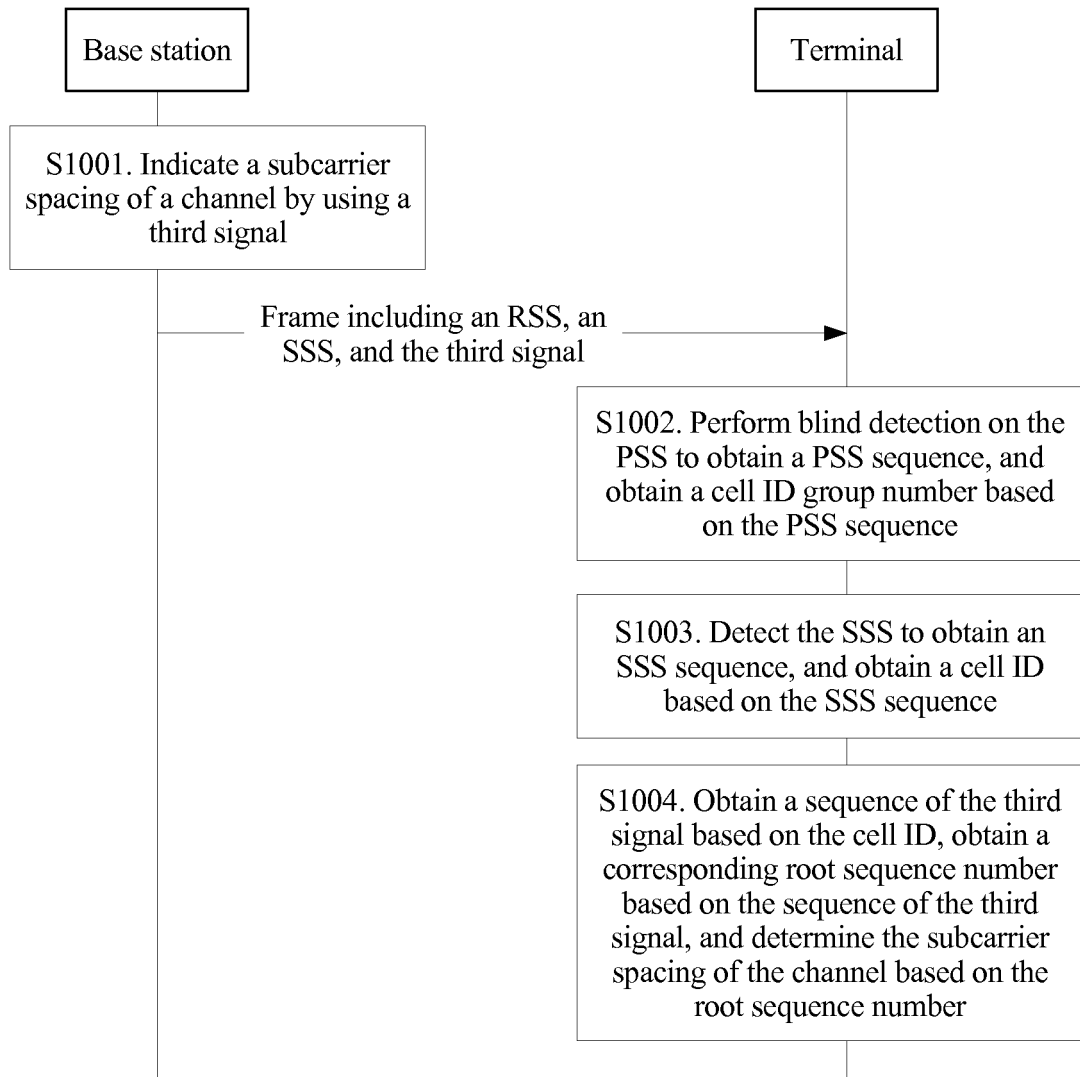 Base station
Terminal
S1001. Indicate a subcarrier
spacing of a channel by using a
third signal
Frame including an RSS, an
SSS, and the third signal
S1002. Perform blind detection on the
PSS to obtain a PSS sequence, and
obtain a cell ID group number based
on the PSS sequence
S1003. Detect the SSS to obtain an
SSS sequence, and obtain a cell ID
based on the SSS sequence
S1004. Obtain a sequence of the third
signal based on the cell ID, obtain a
corresponding root sequence number
based on the sequence of the third
signal, and determine the subcarrier
spacing of the channel based on the
root sequence number